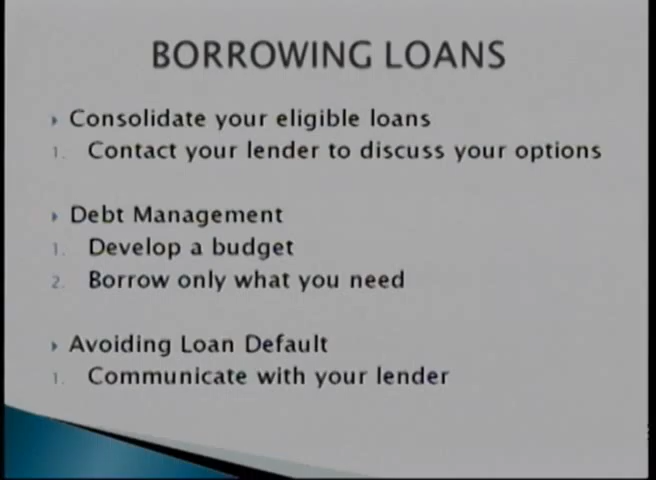 BORROWING LOANS
Consolidate your eligible loans
1. Contact your lender to discuss your options
Debt Management
1. Develop a budget
2. Borrow only what you need
Avoiding Loan Default
1. Communicate with your lender